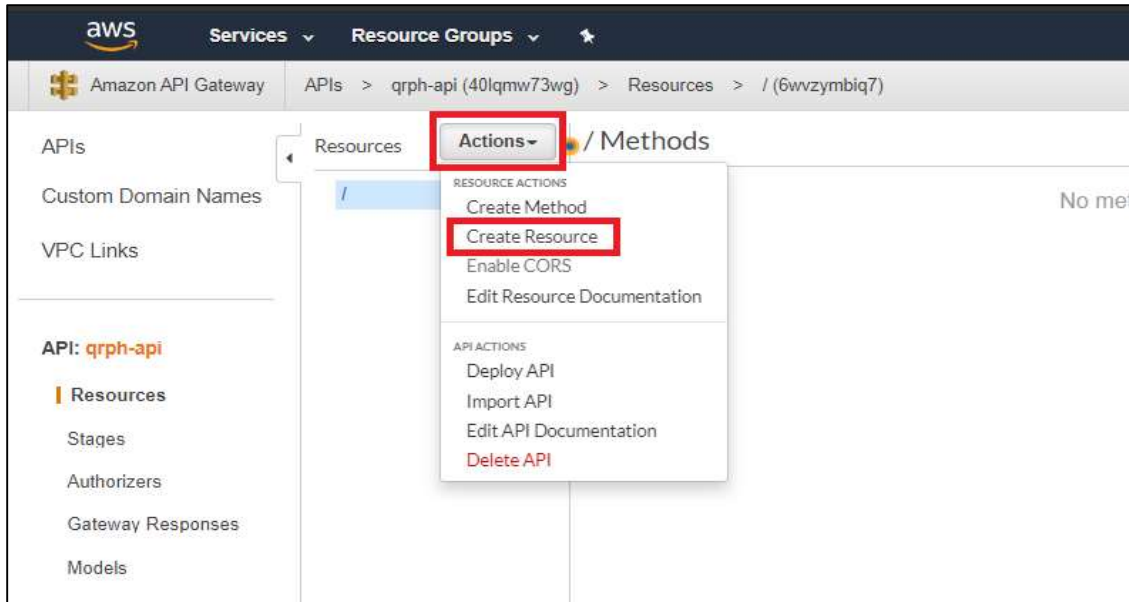 aws Services Resource Groups
Amazon API Gateway APIs > qrph-api (40lqmw73wg) > Resources > / (6wvzymbiq7)
APIs
Custom Domain Names
VPC Links
API: qrph-api
Resources
Stages
Authorizers
Gateway Responses
Models
Resources
Actions
/
RESOURCE ACTIONS
Create Method
Create Resource
Enable CORS
Edit Resource Documentation
API ACTIONS
Deploy API
Import API
Edit API Documentation
Delete API
/ Methods
No met